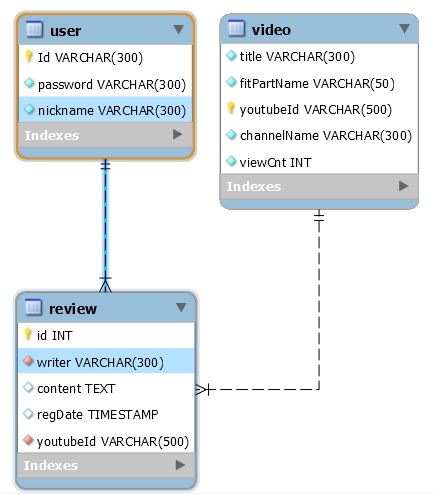 user
Id VARCHAR(300)
password VARCHAR(300)
nickname VARCHAR(300)
Indexes
video
title VARCHAR(300)
fitPartName VARCHAR(50)
youtubeId VARCHAR(500)
channelName VARCHAR(300)
viewCnt INT
Indexes
review
id INT
writer VARCHAR(300)
content TEXT
regDate TIMESTAMP
youtubeId VARCHAR(500)
Indexes